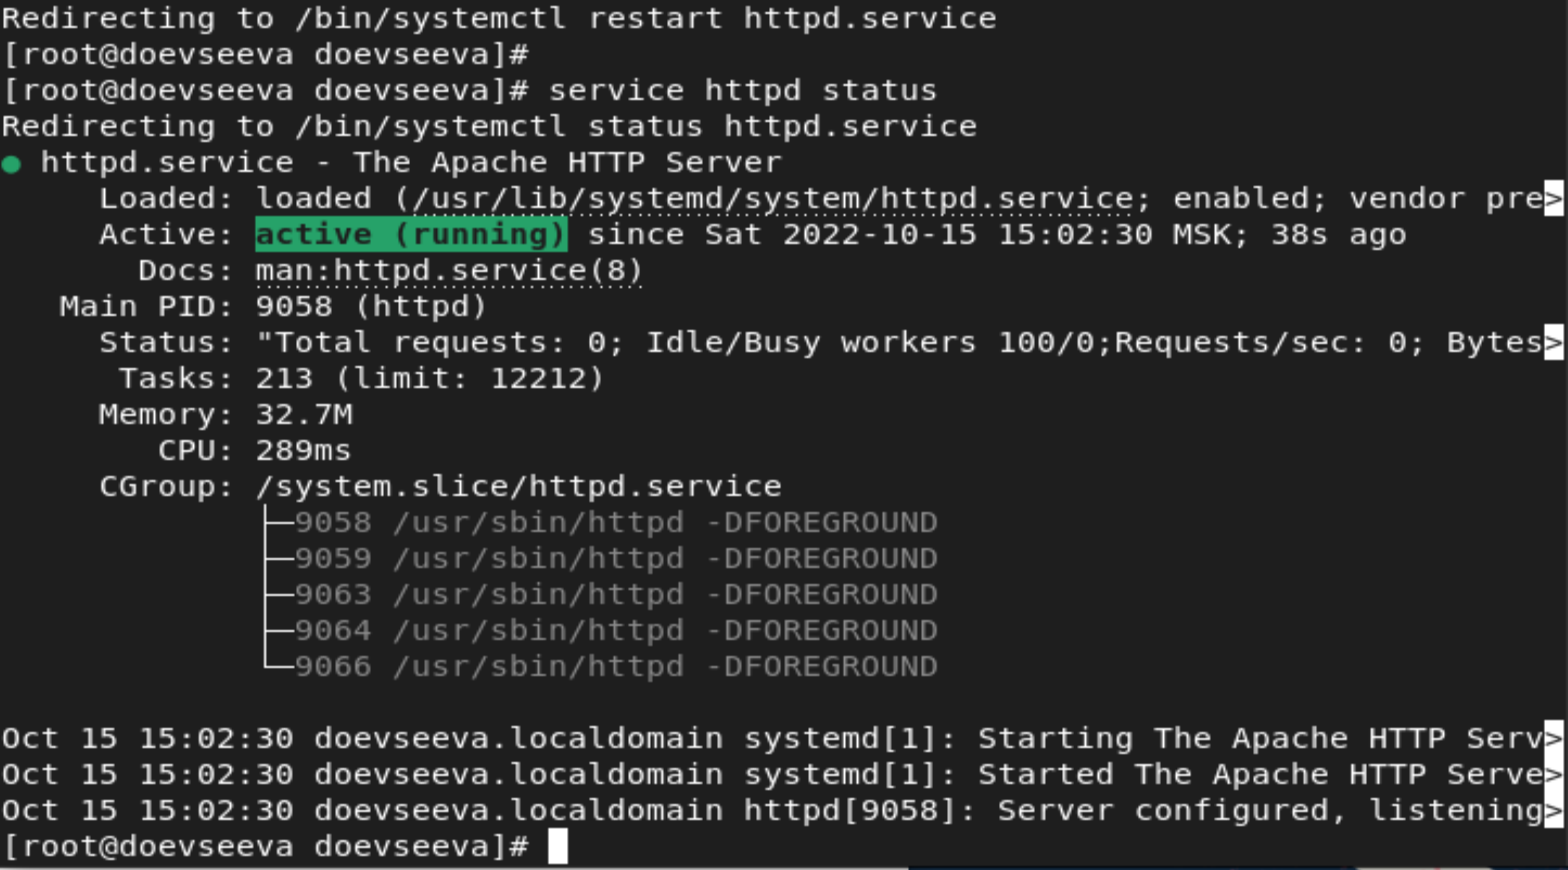 Redirecting to /bin/systemctl restart httpd.service
[root@doevseeva doevseeva]#
[root@doevseeva doevseeva]# service httpd status
Redirecting to /bin/systemctl status httpd.service
● httpd.service - The Apache HTTP Server
     Loaded: loaded (/usr/lib/systemd/system/httpd.service; enabled; vendor pre>
     Active: active (running) since Sat 2022-10-15 15:02:30 MSK; 38s ago
       Docs: man:httpd.service(8)
   Main PID: 9058 (httpd)
     Status: "Total requests: 0; Idle/Busy workers 100/0;Requests/sec: 0; Bytes>
      Tasks: 213 (limit: 12212)
     Memory: 32.7M
        CPU: 289ms
     CGroup: /system.slice/httpd.service
             ├─9058 /usr/sbin/httpd -DFOREGROUND
             ├─9059 /usr/sbin/httpd -DFOREGROUND
             ├─9063 /usr/sbin/httpd -DFOREGROUND
             ├─9064 /usr/sbin/httpd -DFOREGROUND
             └─9066 /usr/sbin/httpd -DFOREGROUND

Oct 15 15:02:30 doevseeva.localdomain systemd[1]: Starting The Apache HTTP Serv>
Oct 15 15:02:30 doevseeva.localdomain systemd[1]: Started The Apache HTTP Serve>
Oct 15 15:02:30 doevseeva.localdomain httpd[9058]: Server configured, listening>
[root@doevseeva doevseeva]#